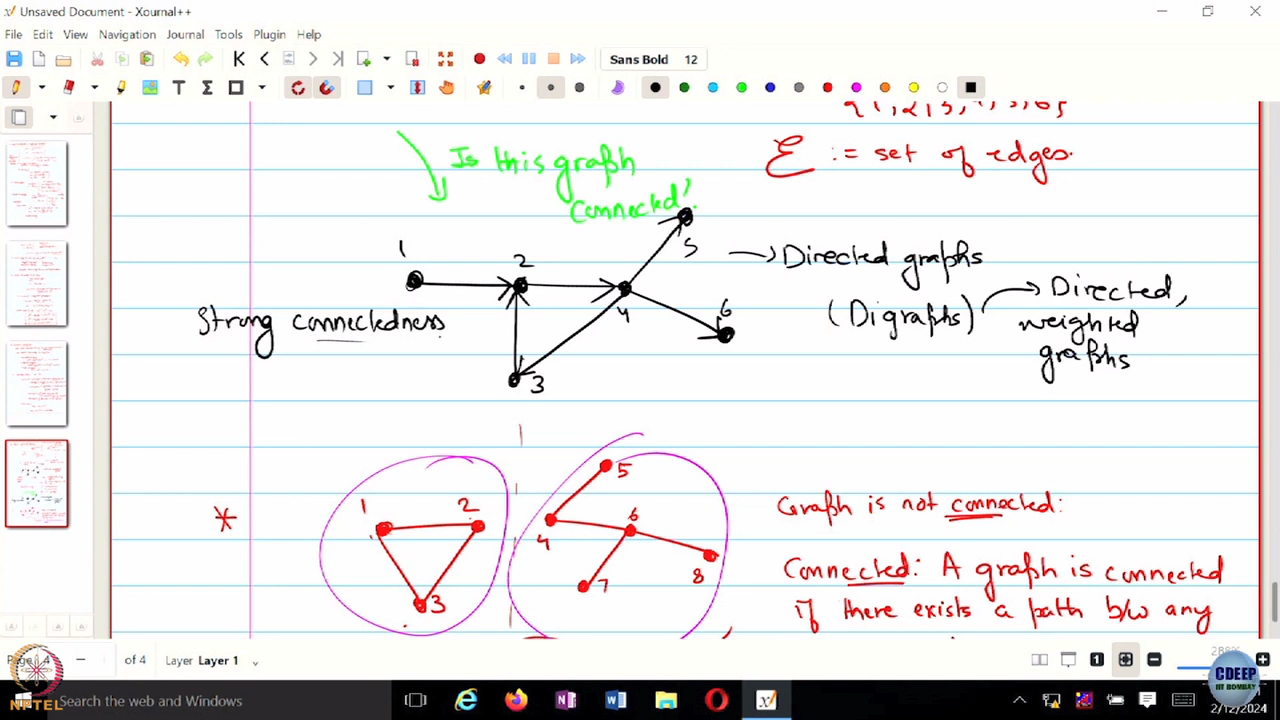 Unsaved Document - Xournal++
File Edit View Navigation Journal Tools Plugin Help
Sans Bold 12
ℰ := set of edges.
Is this graph
Connected?
1
2
3
4
5
6
→ Directed graphs
(Digraphs)
→ Directed,
weighted
graphs
Strong connectedness
*
1
2
3
4
5
6
7
8
Graph is not connected:
Connected: A graph is connected
if there exists a path b/w any
of 4
Layer Layer 1
288%
Search the web and Windows
NPTEL
CDEEP
IIT BOMBAY
2/12/2024